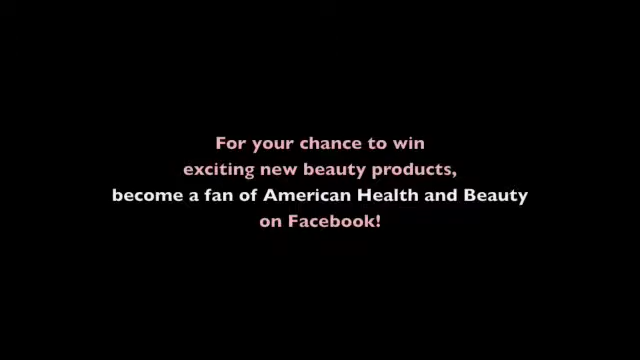 For your chance to win
exciting new beauty products,
become a fan of American Health and Beauty
on Facebook!